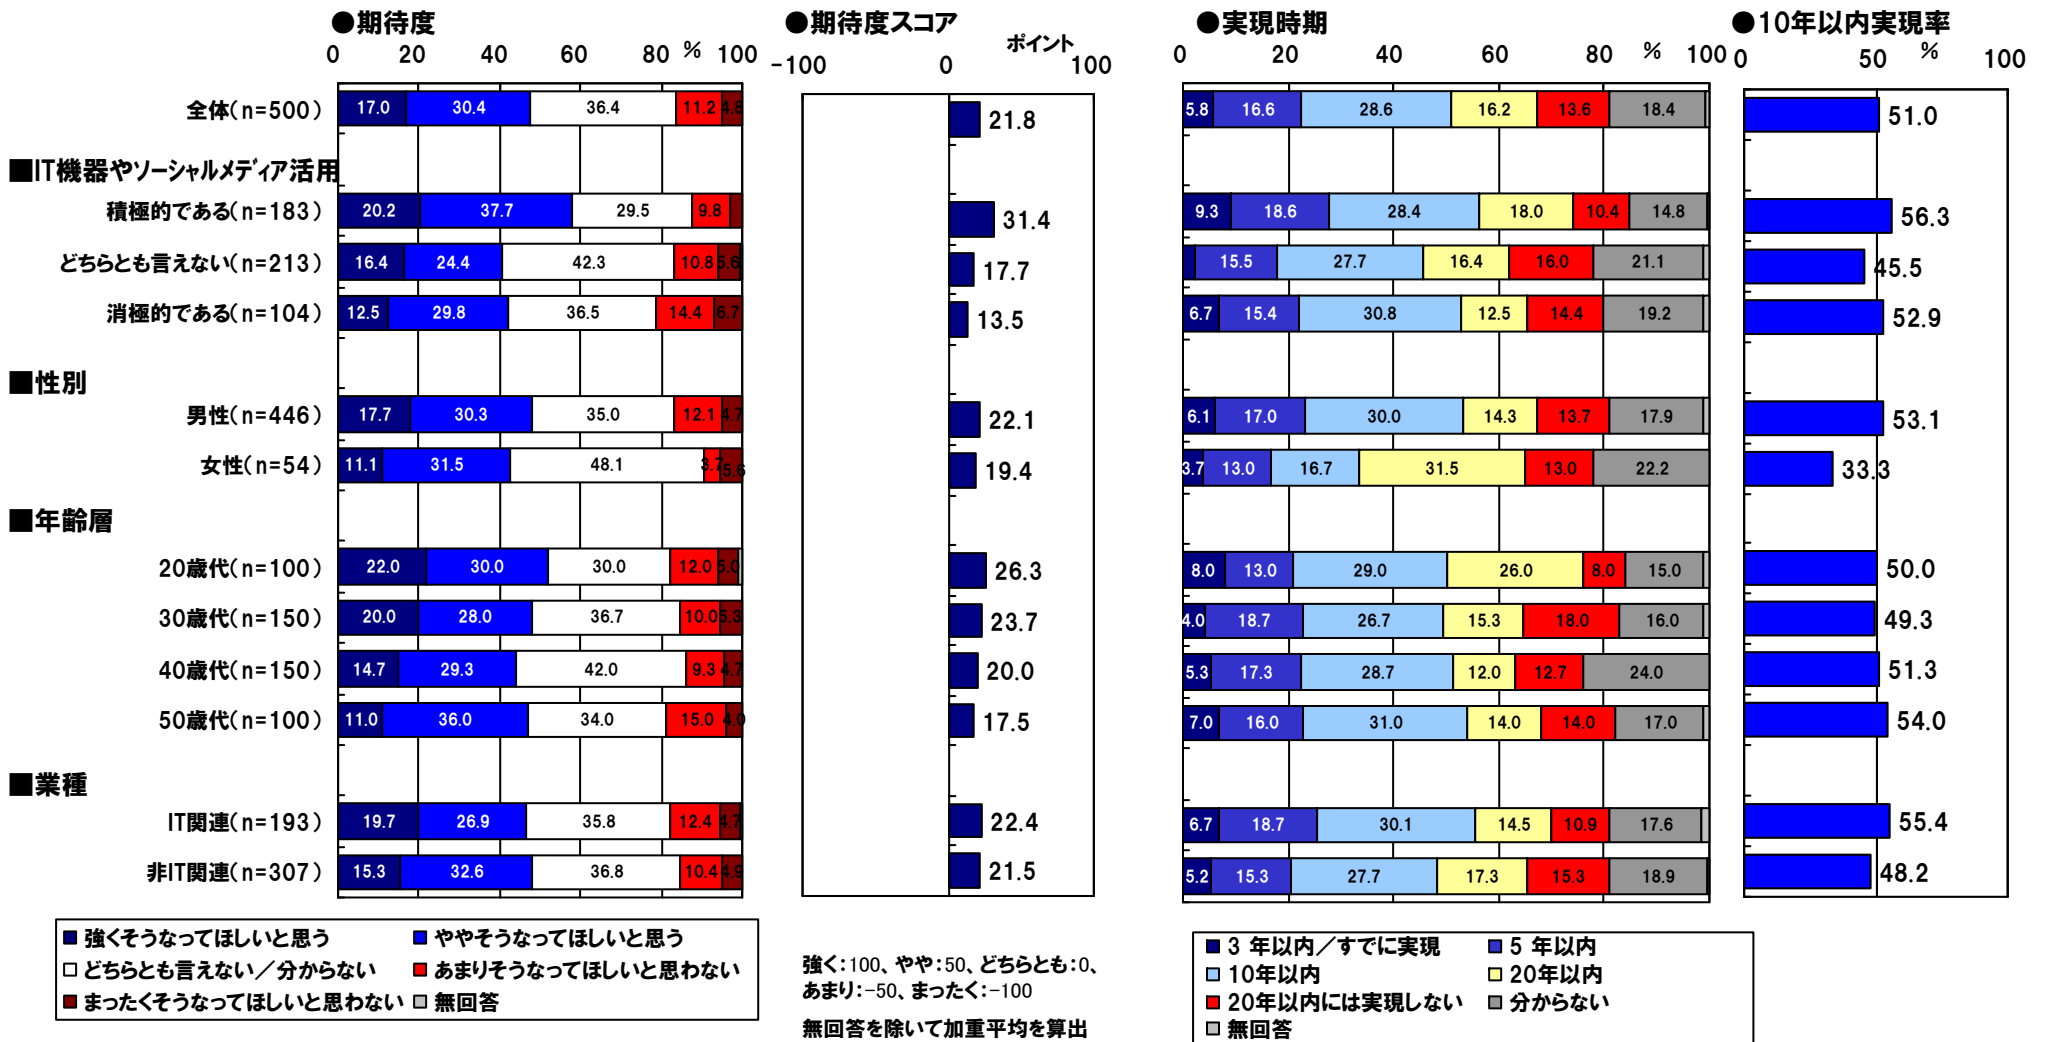 ●期待度 ●期待度スコア ●実現時期 ●10年以内実現率
0 20 40 60 80 % 100
ポイント
-100 0 100
0 20 40 60 80 % 100
0 50 % 100
全体(n=500) 17.0 30.4 36.4 11.2 4.8 21.8 5.8 16.6 28.6 16.2 13.6 18.4 51.0
■IT機器やソーシャルメディア活用
積極的である(n=183) 20.2 37.7 29.5 9.8 31.4 9.3 18.6 28.4 18.0 10.4 14.8 56.3
どちらとも言えない(n=213) 16.4 24.4 42.3 10.8 5.6 17.7 15.5 27.7 16.4 16.0 21.1 45.5
消極的である(n=104) 12.5 29.8 36.5 14.4 6.7 13.5 6.7 15.4 30.8 12.5 14.4 19.2 52.9
■性別
男性(n=446) 17.7 30.3 35.0 12.1 4.7 22.1 6.1 17.0 30.0 14.3 13.7 17.9 53.1
女性(n=54) 11.1 31.5 48.1 3.7 5.6 19.4 3.7 13.0 16.7 31.5 13.0 22.2 33.3
■年齢層
20歳代(n=100) 22.0 30.0 30.0 12.0 5.0 26.3 8.0 13.0 29.0 26.0 8.0 15.0 50.0
30歳代(n=150) 20.0 28.0 36.7 10.0 5.3 23.7 4.0 18.7 26.7 15.3 18.0 16.0 49.3
40歳代(n=150) 14.7 29.3 42.0 9.3 4.7 20.0 5.3 17.3 28.7 12.0 12.7 24.0 51.3
50歳代(n=100) 11.0 36.0 34.0 15.0 4.0 17.5 7.0 16.0 31.0 14.0 14.0 17.0 54.0
■業種
IT関連(n=193) 19.7 26.9 35.8 12.4 4.7 22.4 6.7 18.7 30.1 14.5 10.9 17.6 55.4
非IT関連(n=307) 15.3 32.6 36.8 10.4 4.9 21.5 5.2 15.3 27.7 17.3 15.3 18.9 48.2
強くそうなってほしいと思う ややそうなってほしいと思う
どちらとも言えない／分からない あまりそうなってほしいと思わない
まったくそうなってほしいと思わない 無回答
強く:100、やや:50、どちらとも:0、
あまり:-50、まったく:-100
無回答を除いて加重平均を算出
3 年以内／すでに実現 5 年以内
10年以内 20年以内
20年以内には実現しない 分からない
無回答